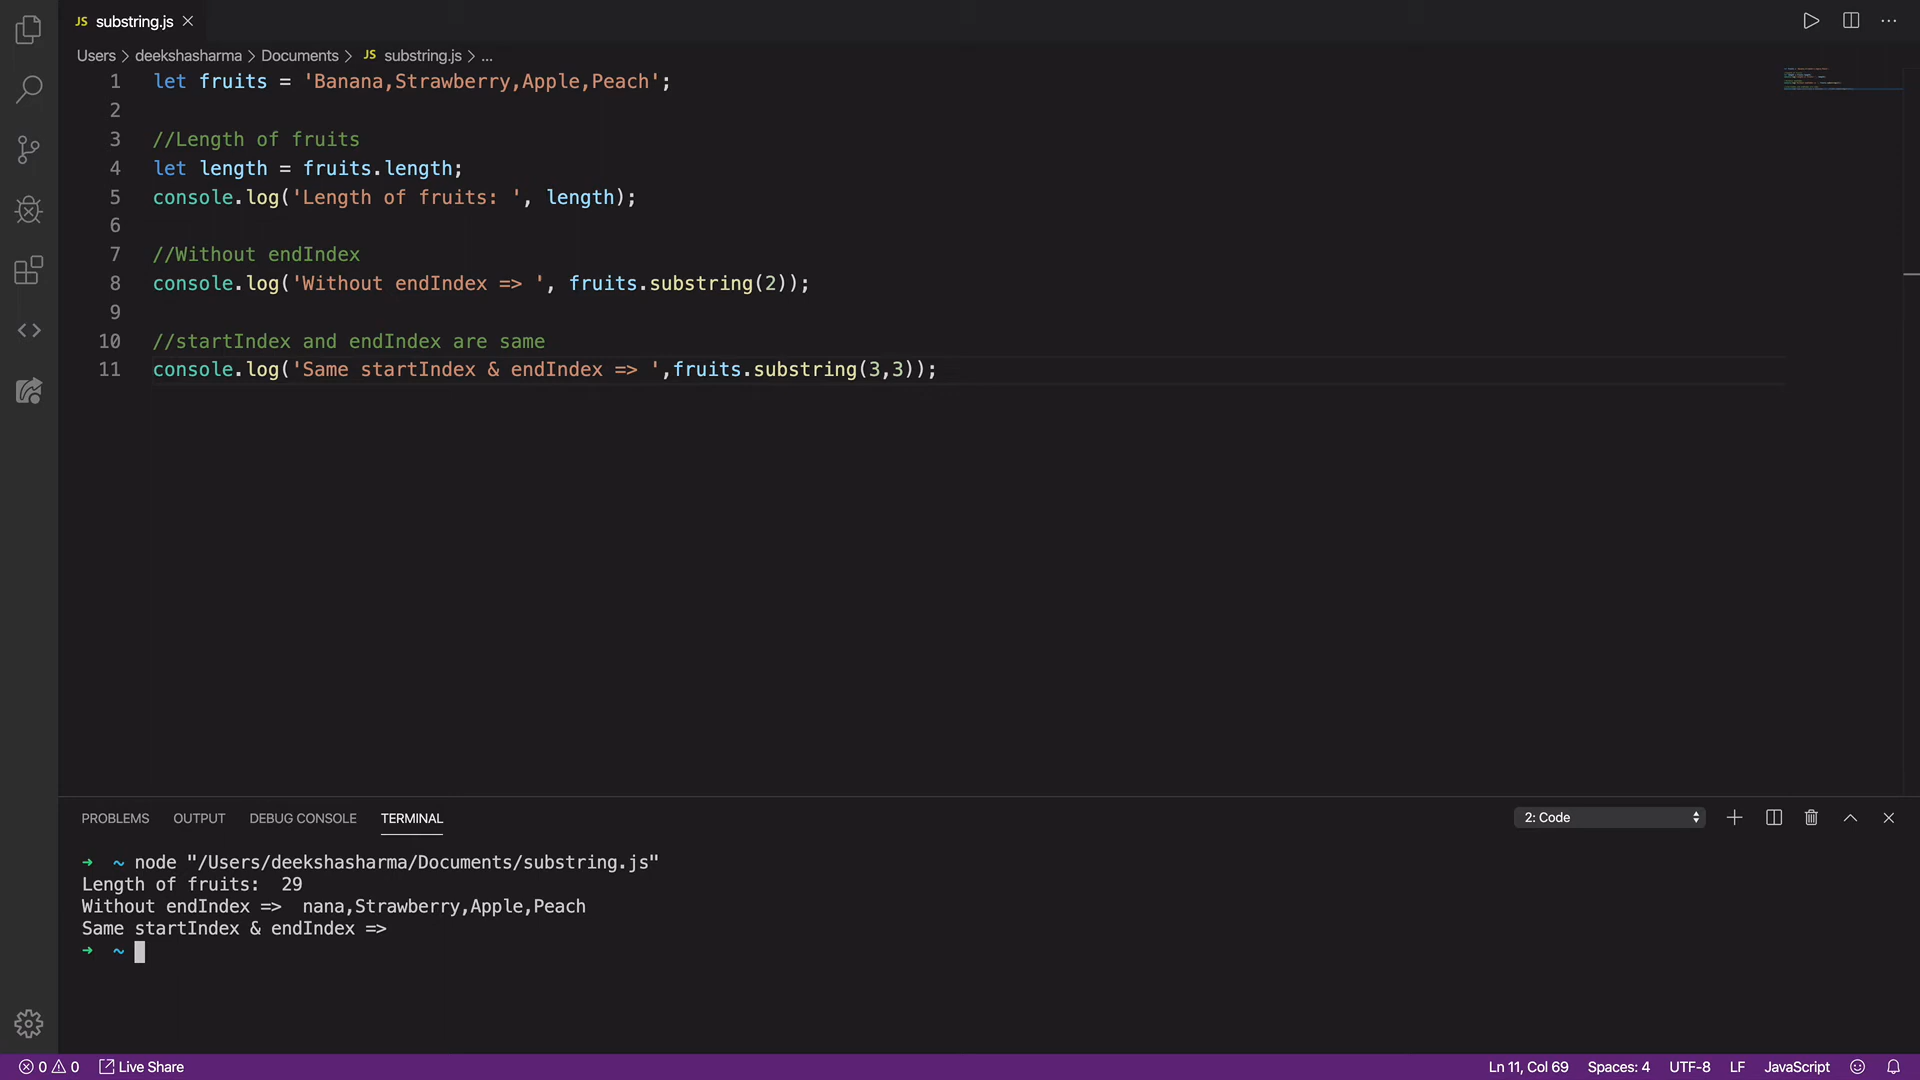 JS substring.js
Users > deekshasharma > Documents > JS substring.js > ...
1 let fruits = 'Banana,Strawberry,Apple,Peach';
2
3 //Length of fruits
4 let length = fruits.length;
5 console.log('Length of fruits: ', length);
6
7 //Without endIndex
8 console.log('Without endIndex => ', fruits.substring(2));
9
10 //startIndex and endIndex are same
11 console.log('Same startIndex & endIndex => ',fruits.substring(3,3));
PROBLEMS OUTPUT DEBUG CONSOLE TERMINAL 2: Code
➜ ~ node "/Users/deekshasharma/Documents/substring.js"
Length of fruits:  29
Without endIndex =>  nana,Strawberry,Apple,Peach
Same startIndex & endIndex =>
➜ ~
0 0 Live Share Ln 11, Col 69 Spaces: 4 UTF-8 LF JavaScript